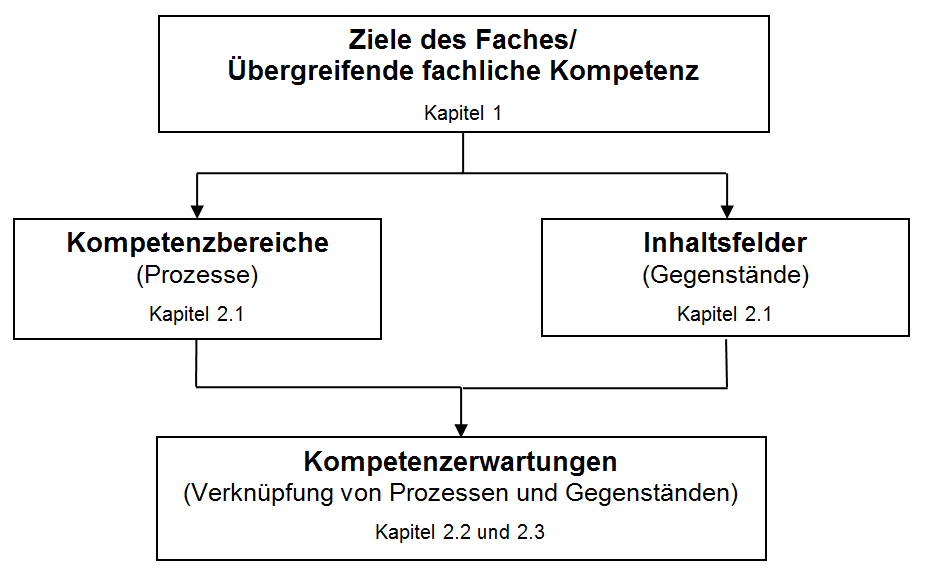 Ziele des Faches/
Übergreifende fachliche Kompetenz
Kapitel 1
Kompetenzbereiche
(Prozesse)
Kapitel 2.1
Inhaltsfelder
(Gegenstände)
Kapitel 2.1
Kompetenzerwartungen
(Verknüpfung von Prozessen und Gegenständen)
Kapitel 2.2 und 2.3